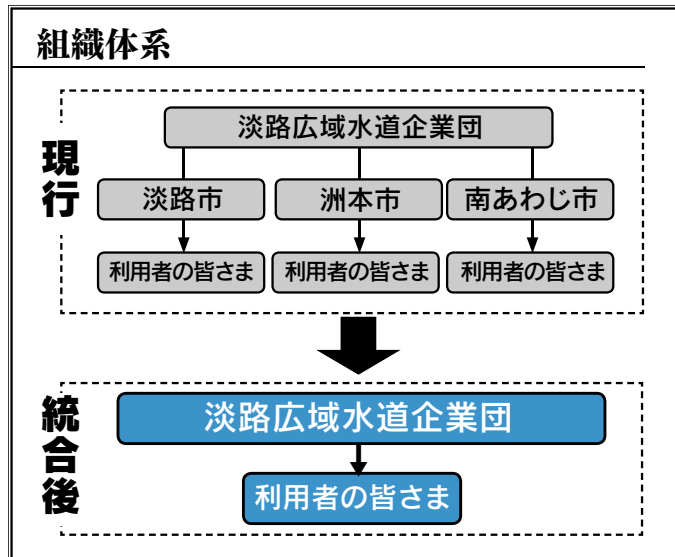 組織体系
現行
淡路広域水道企業団
淡路市
洲本市
南あわじ市
利用者の皆さま
利用者の皆さま
利用者の皆さま
統合後
淡路広域水道企業団
利用者の皆さま